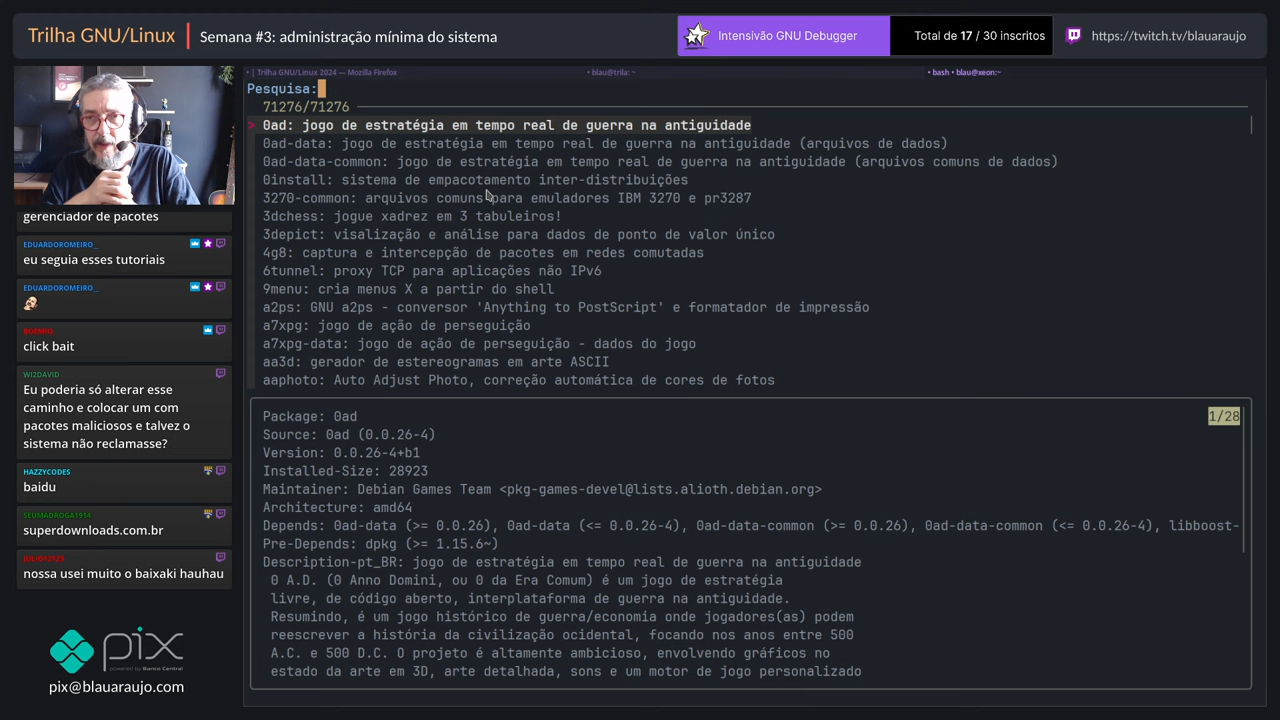 Trilha GNU/Linux
Semana #3: administração mínima do sistema
Intensivão GNU Debugger
Total de 17 / 30 inscritos
https://twitch.tv/blauaraujo
• | Trilha GNU/Linux 2024 — Mozilla Firefox
• blau@trila: ~
• bash • blau@xeon:~
gerenciador de pacotes
EDUARDOROMEIRO_
eu seguia esses tutoriais
EDUARDOROMEIRO_
click bait
WI2DAVID
Eu poderia só alterar esse
caminho e colocar um com
pacotes maliciosos e talvez o
sistema não reclamasse?
HAZZYCODES
baidu
SEUMADROGA1914
superdownloads.com.br
nossa usei muito o baixaki hauhau
pix
powered by Banco Central
pix@blauaraujo.com
Pesquisa:
71276/71276
> 0ad: jogo de estratégia em tempo real de guerra na antiguidade
0ad-data: jogo de estratégia em tempo real de guerra na antiguidade (arquivos de dados)
0ad-data-common: jogo de estratégia em tempo real de guerra na antiguidade (arquivos comuns de dados)
0install: sistema de empacotamento inter-distribuições
3270-common: arquivos comuns para emuladores IBM 3270 e pr3287
3dchess: jogue xadrez em 3 tabuleiros!
3depict: visalização e análise para dados de ponto de valor único
4g8: captura e intercepção de pacotes em redes comutadas
6tunnel: proxy TCP para aplicações não IPv6
9menu: cria menus X a partir do shell
a2ps: GNU a2ps - conversor 'Anything to PostScript' e formatador de impressão
a7xpg: jogo de ação de perseguição
a7xpg-data: jogo de ação de perseguição - dados do jogo
aa3d: gerador de estereogramas em arte ASCII
aaphoto: Auto Adjust Photo, correção automática de cores de fotos
1/28
Package: 0ad
Source: 0ad (0.0.26-4)
Version: 0.0.26-4+b1
Installed-Size: 28923
Maintainer: Debian Games Team <pkg-games-devel@lists.alioth.debian.org>
Architecture: amd64
Depends: 0ad-data (>= 0.0.26), 0ad-data (<= 0.0.26-4), 0ad-data-common (>= 0.0.26), 0ad-data-common (<= 0.0.26-4), libboost-
Pre-Depends: dpkg (>= 1.15.6~)
Description-pt_BR: jogo de estratégia em tempo real de guerra na antiguidade
0 A.D. (0 Anno Domini, ou 0 da Era Comum) é um jogo de estratégia
livre, de código aberto, interplataforma de guerra na antiguidade.
Resumindo, é um jogo histórico de guerra/economia onde jogadores(as) podem
reescrever a história da civilização ocidental, focando nos anos entre 500
A.C. e 500 D.C. O projeto é altamente ambicioso, envolvendo gráficos no
estado da arte em 3D, arte detalhada, sons e um motor de jogo personalizado